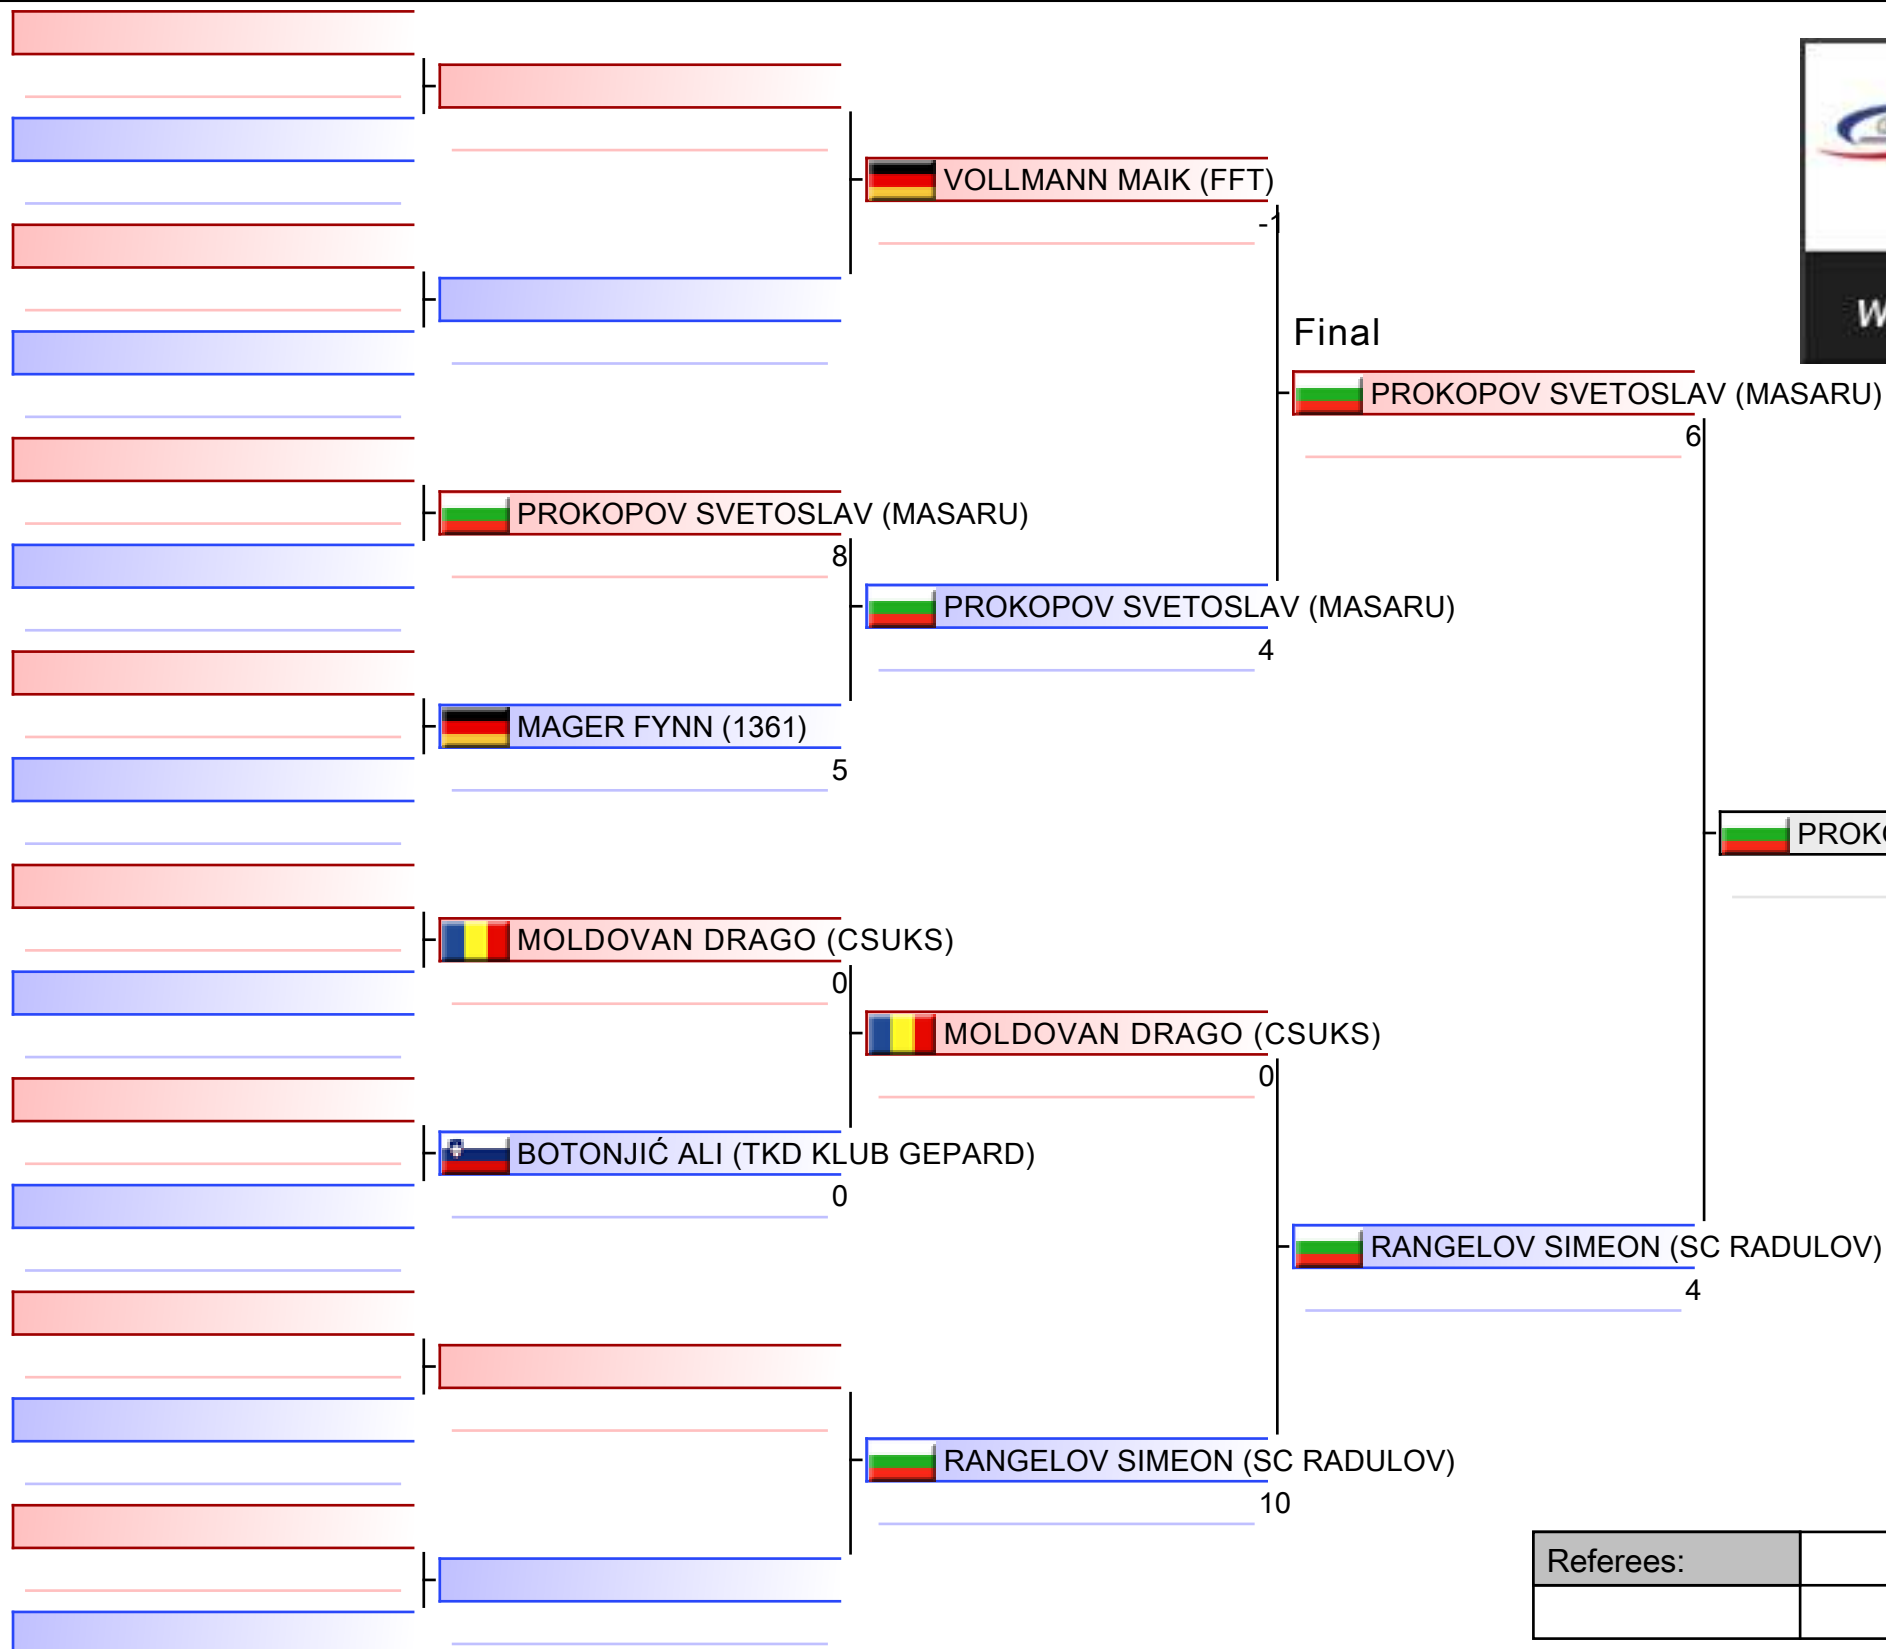 VOLLMANN MAIK (FFT)
-1
Final
PROKOPOV SVETOSLAV (MASARU)
6
PROKOPOV SVETOSLAV (MASARU)
8
PROKOPOV SVETOSLAV (MASARU)
4
MAGER FYNN (1361)
5
PROK
MOLDOVAN DRAGO (CSUKS)
0
MOLDOVAN DRAGO (CSUKS)
0
BOTONJIĆ ALI (TKD KLUB GEPARD)
0
RANGELOV SIMEON (SC RADULOV)
4
RANGELOV SIMEON (SC RADULOV)
10
Referees: